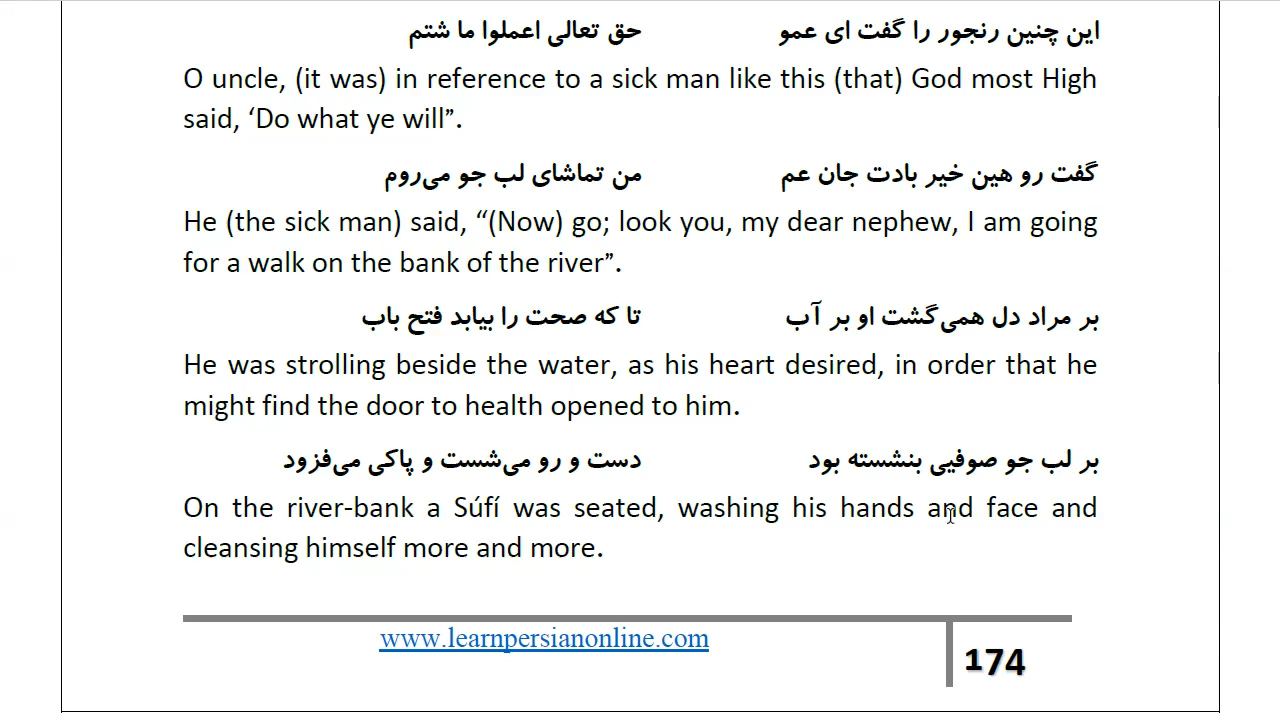 این چنین رنجور را گفت ای عمو حق تعالی اعملوا ما شئتم
O uncle, (it was) in reference to a sick man like this (that) God most High
said, ‘Do what ye will”.
گفت رو هین خیر بادت جان عم من تماشای لب جو می‌روم
He (the sick man) said, “(Now) go; look you, my dear nephew, I am going
for a walk on the bank of the river”.
بر مراد دل همی‌گشت او بر آب تا که صحت را بیابد فتح باب
He was strolling beside the water, as his heart desired, in order that he
might find the door to health opened to him.
بر لب جو صوفیی بنشسته بود دست و رو می‌شست و پاکی می‌فزود
On the river-bank a Súfí was seated, washing his hands and face and
cleansing himself more and more.
www.learnpersianonline.com
174